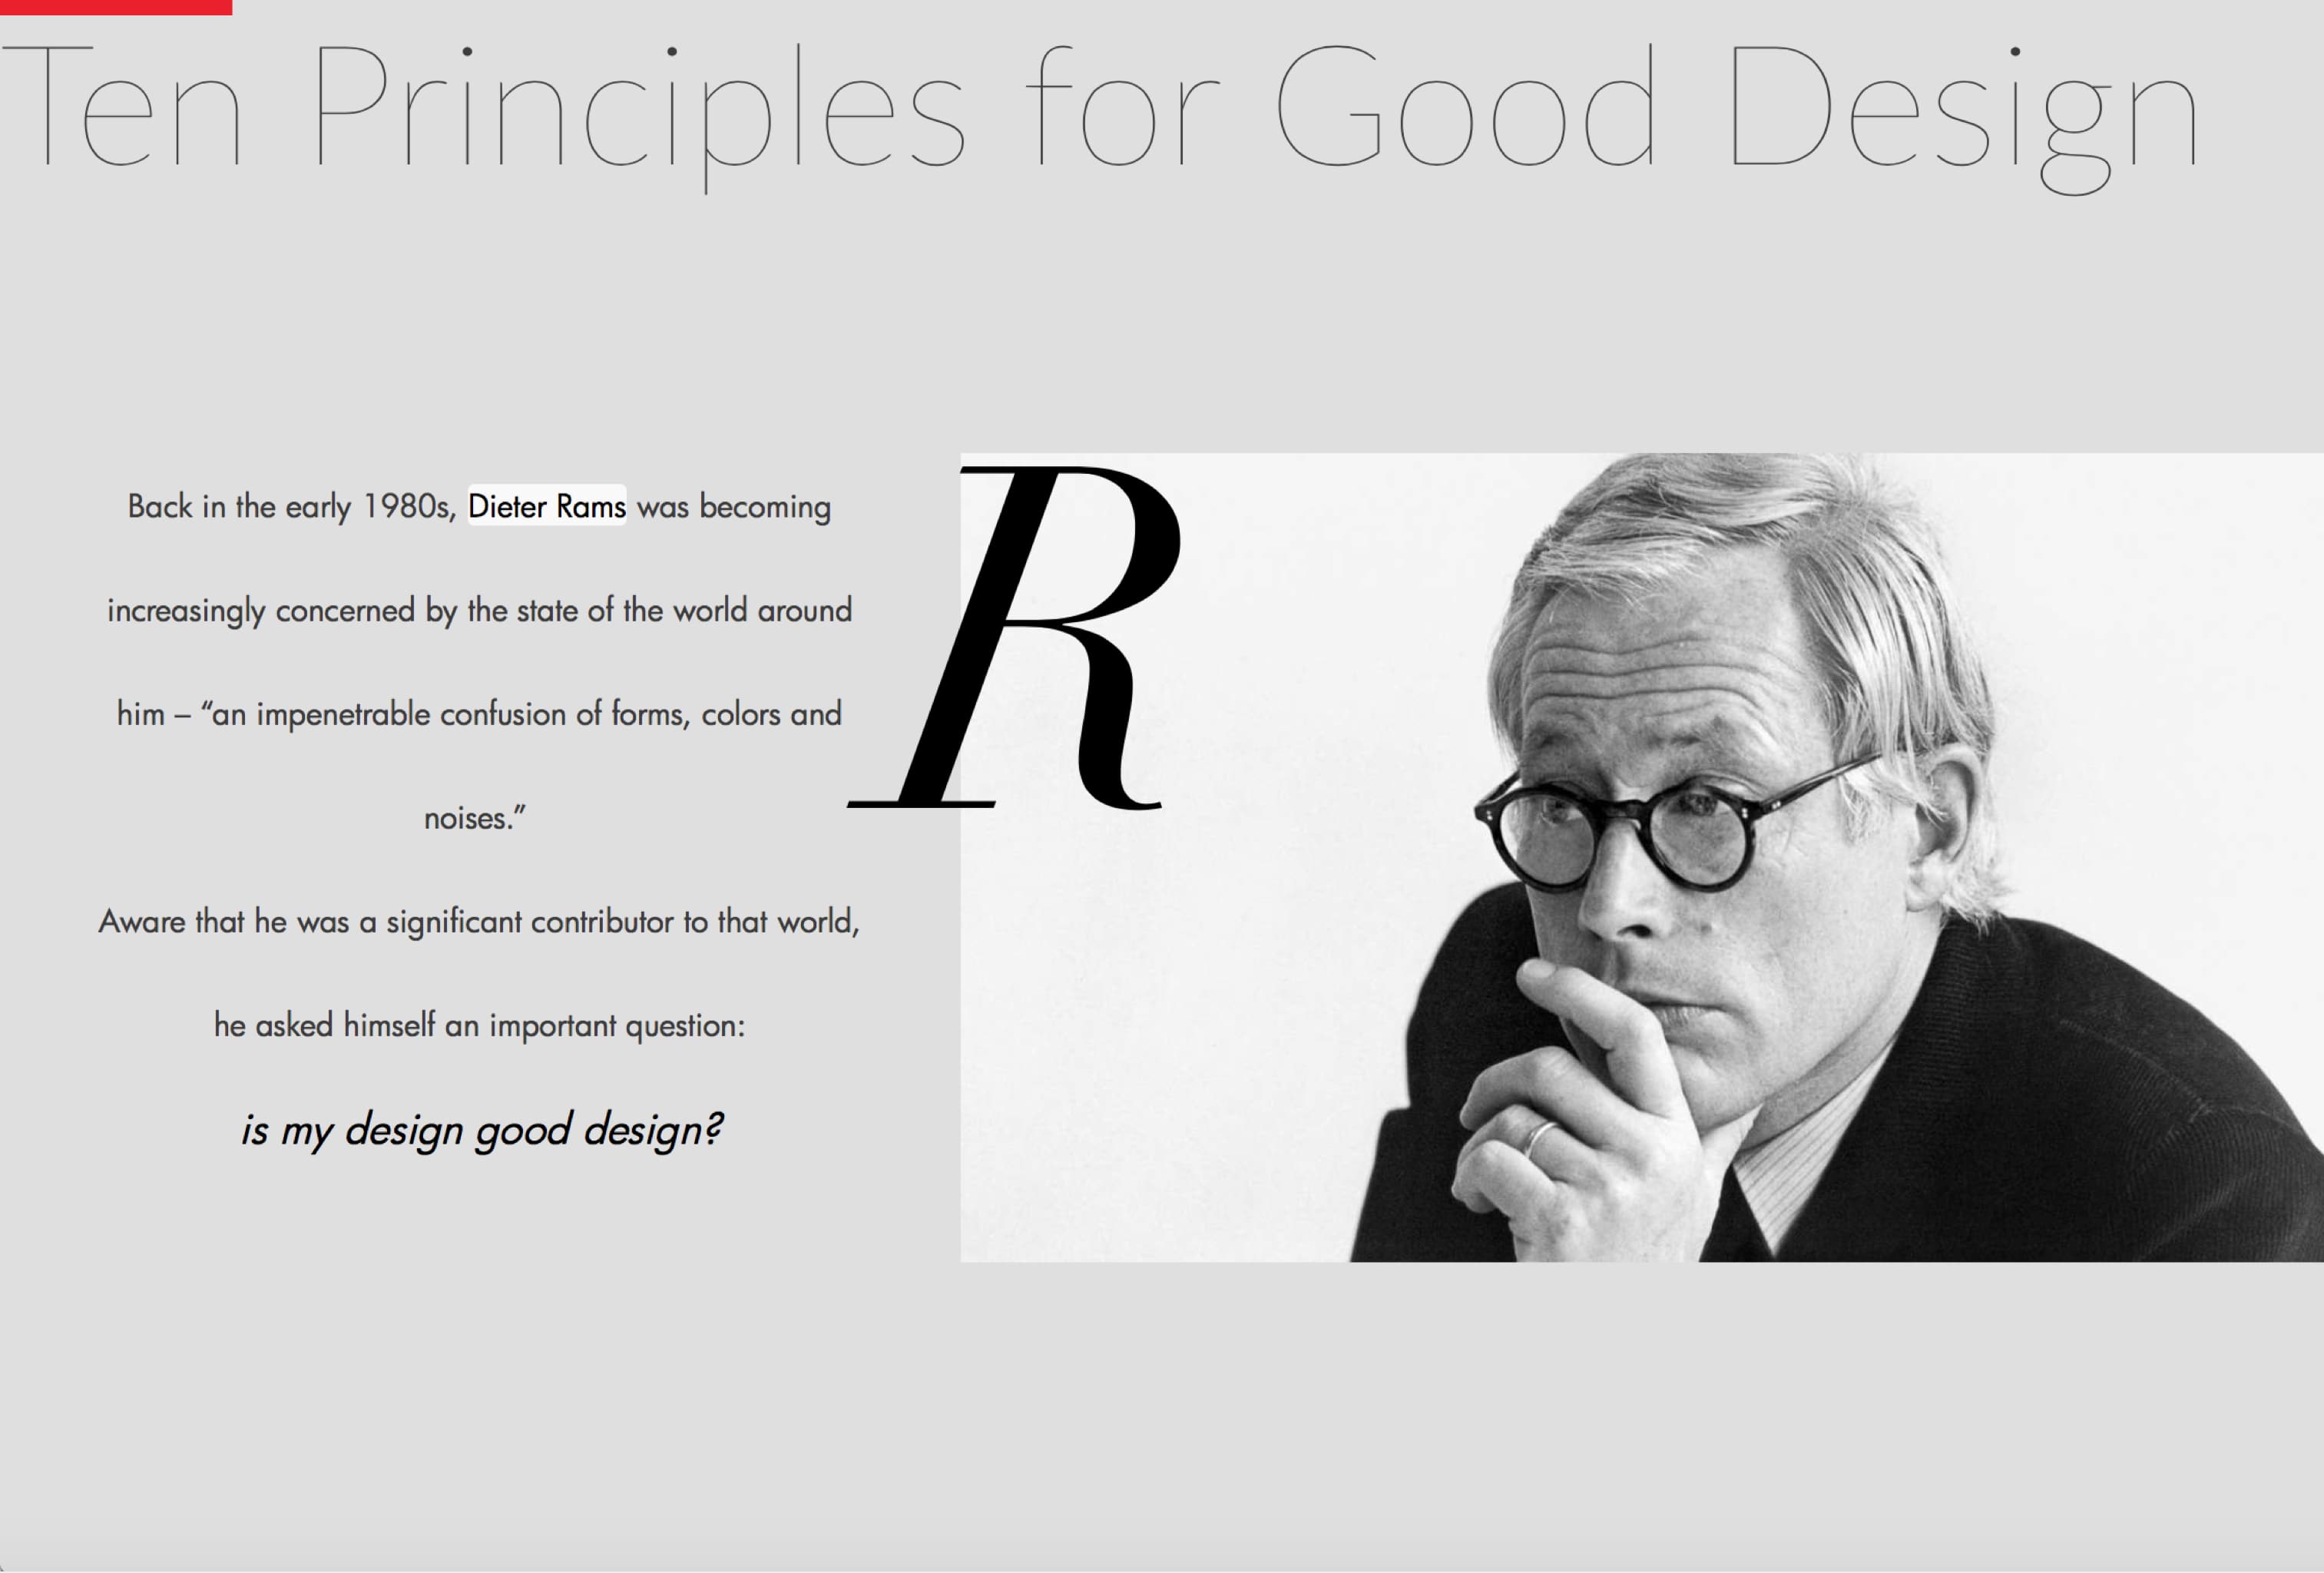 Ten Principles for Good Design
Back in the early 1980s, Dieter Rams was becoming
increasingly concerned by the state of the world around
him – “an impenetrable confusion of forms, colors and
noises.”
Aware that he was a significant contributor to that world,
he asked himself an important question:
is my design good design?
R